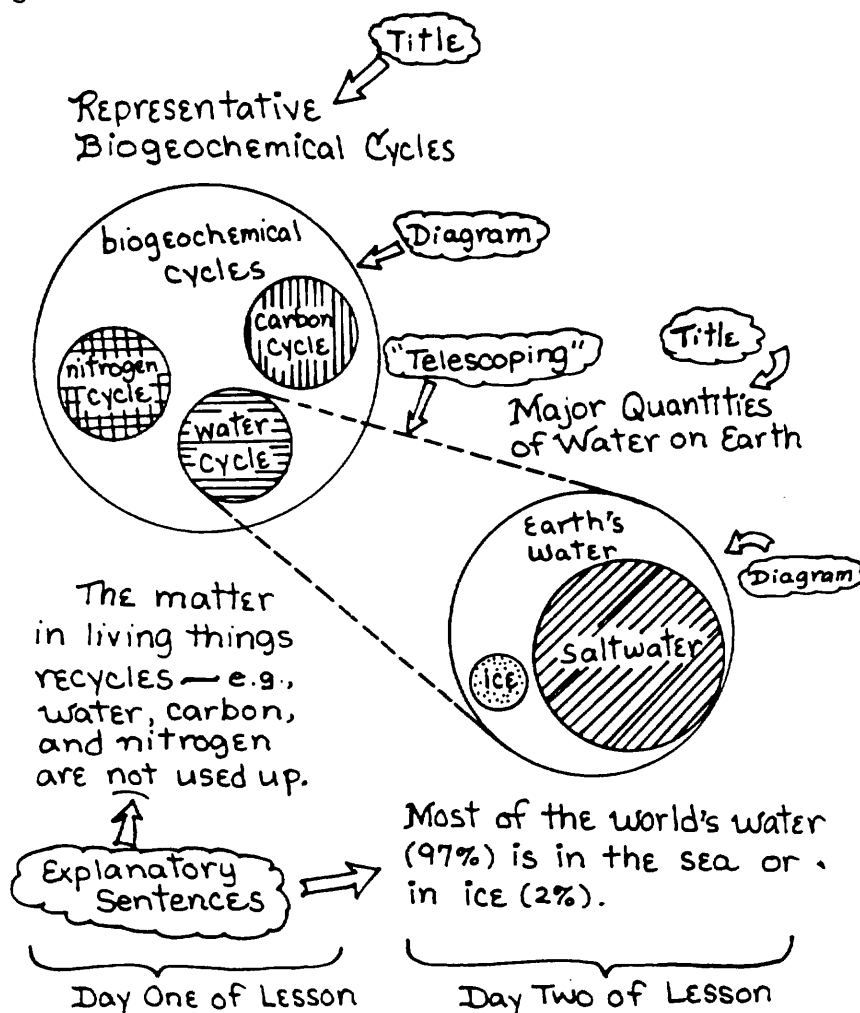 Title
Representative
Biogeochemical Cycles
biogeochemical
cycles
Diagram
carbon
cycle
nitrogen
cycle
water
cycle
"Telescoping"
Title
Major Quantities
of Water on Earth
Earth's
water
Diagram
Saltwater
ice
The matter
in living things
recycles — e.g.,
water, carbon,
and nitrogen
are not used up.
Explanatory
Sentences
Most of the world's water
(97%) is in the sea or
in ice (2%).
Day One of Lesson
Day Two of Lesson